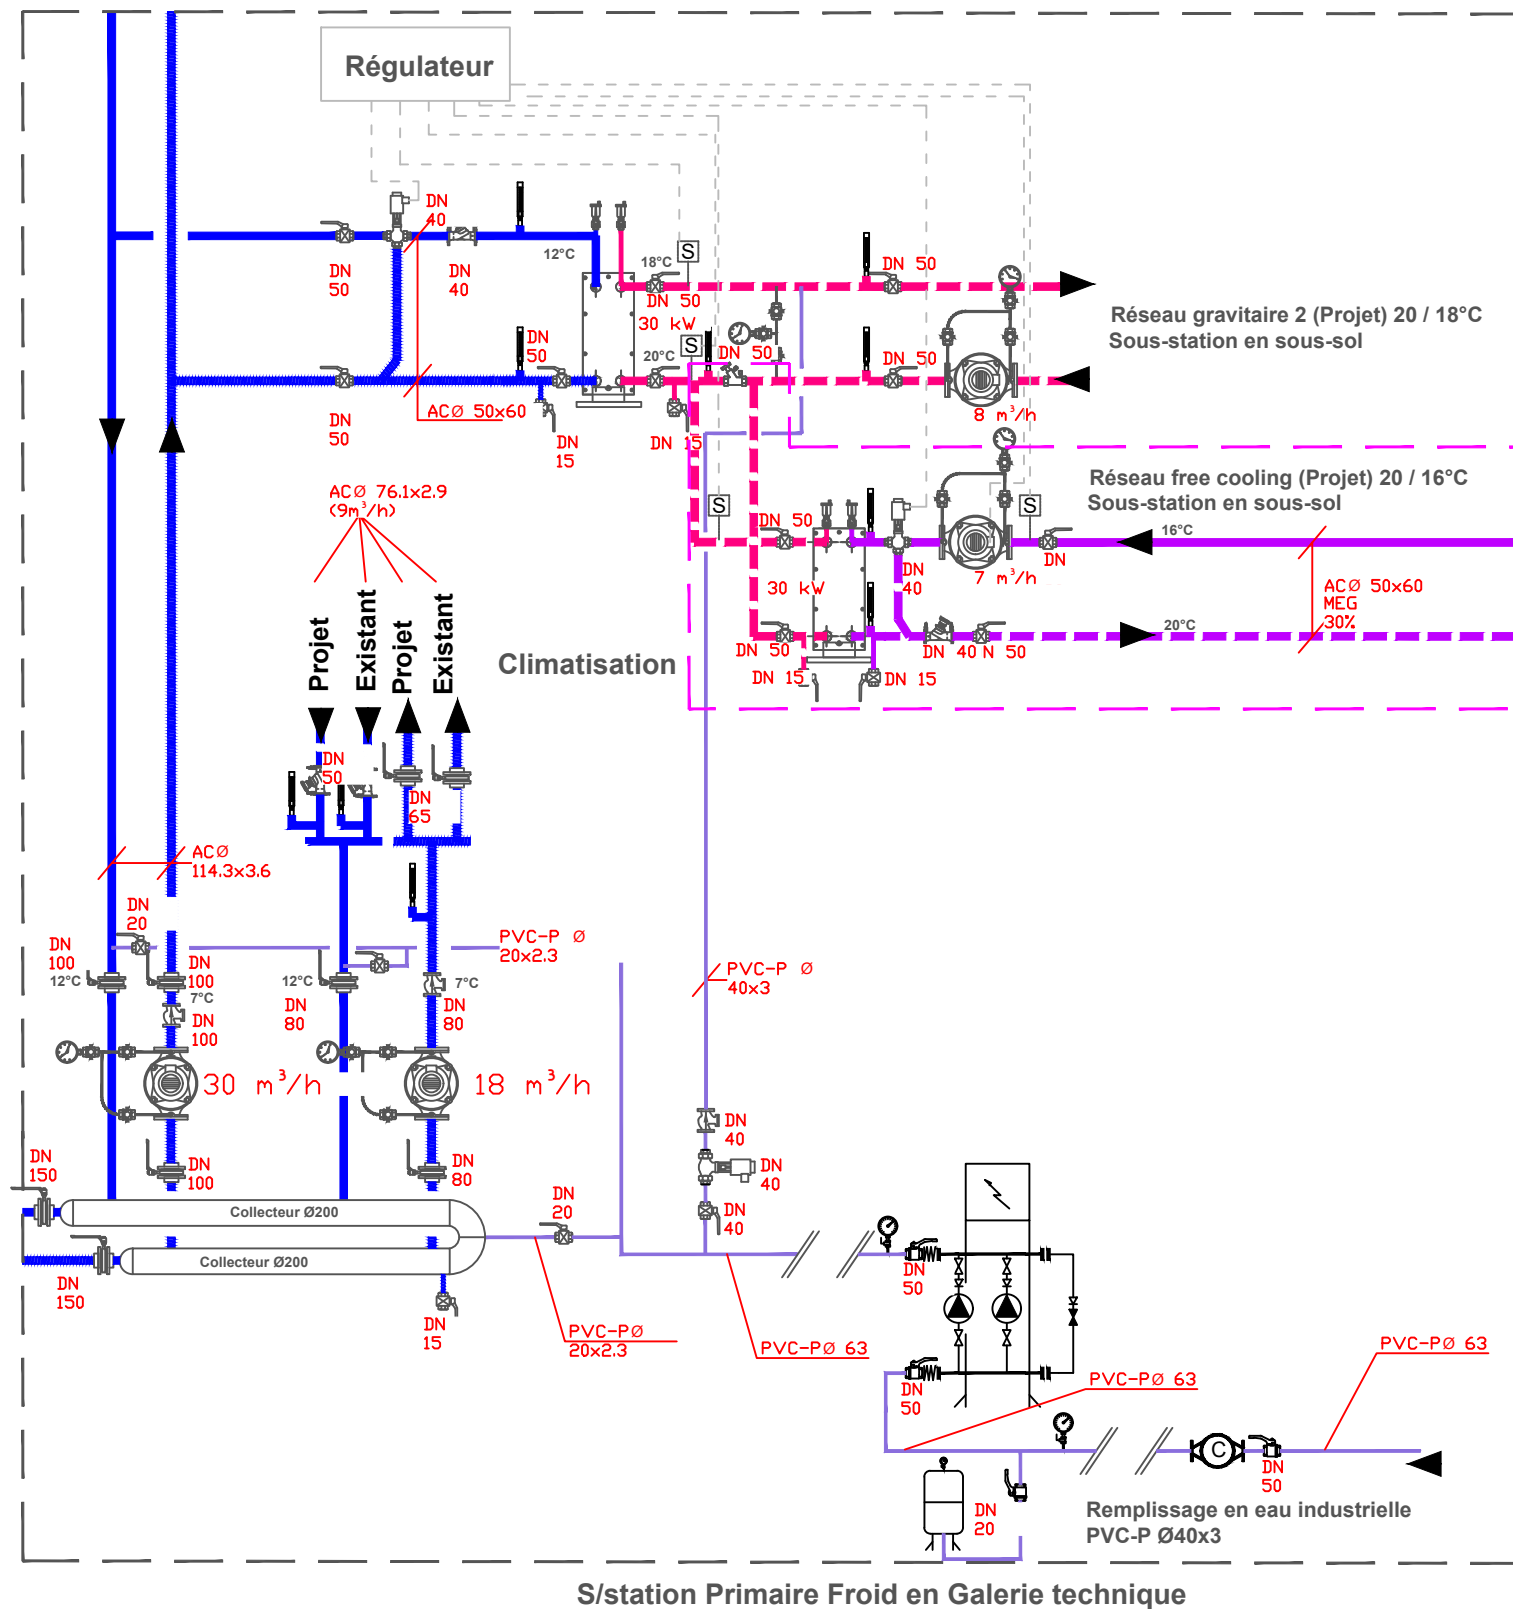 Régulateur
DN
40
DN
50
DN
40
12°C
18°C
S
DN 50
30 kW
DN 50
Réseau gravitaire 2 (Projet) 20 / 18°C
Sous-station en sous-sol
DN
50
20°C
S
DN 50
DN 50
8 m³/h
DN
50
ACØ 50x60
DN
15
DN 15
Réseau free cooling (Projet) 20 / 16°C
Sous-station en sous-sol
ACØ 76.1x2.9
(9m³/h)
S
DN 50
S
16°C
DN
7 m³/h
30 kW
DN
40
ACØ 50x60
MEG
30%
20°C
DN 50
DN 40
N 50
DN 15
DN 15
Projet
Existant
Projet
Existant
Climatisation
DN
50
DN
65
ACØ
114.3x3.6
DN
20
DN
100
12°C
DN
100
7°C
DN
100
PVC-P Ø
20x2.3
12°C
DN
80
7°C
DN
80
PVC-P Ø
40x3
30 m³/h
18 m³/h
DN
40
DN
40
DN
40
DN
150
DN
100
DN
80
DN
20
Collecteur Ø200
Collecteur Ø200
DN
150
DN
15
PVC-PØ
20x2.3
PVC-PØ 63
DN
50
DN
50
PVC-PØ 63
PVC-PØ 63
C
DN
50
DN
20
Remplissage en eau industrielle
PVC-P Ø40x3
S/station Primaire Froid en Galerie technique